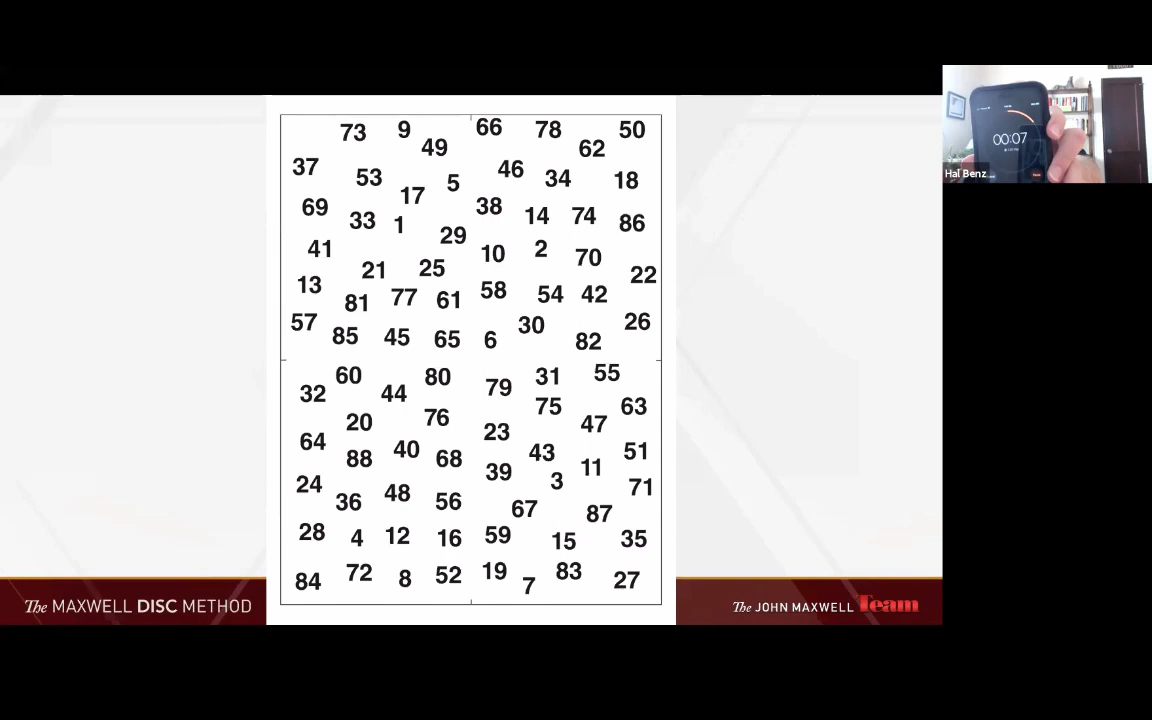 73 9 66 78 50
49 62
37 53 46 34 18
17 5
69 33 1 38 14 74 86
41 29 10 2 70
13 21 25 22
81 77 61 58 54 42
57 85 45 65 6 30 82 26
32 60 44 80 79 31 55
20 76 75 47 63
64 88 40 68 23 43 51
39 3 11
24 36 48 56 67 87 71
28 4 12 16 59 15 35
84 72 8 52 19 7 83 27
The MAXWELL DISC METHOD
The JOHN MAXWELL Team
00:07
Hal Benz...